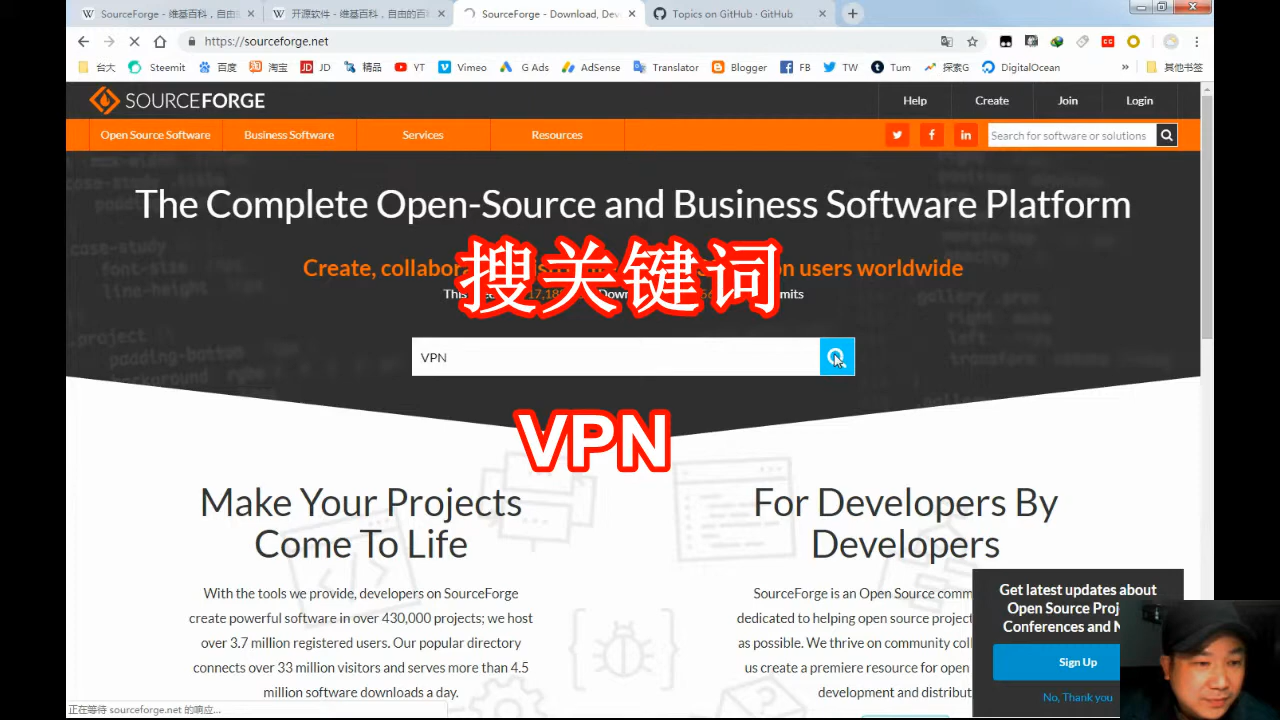 SourceForge - 维基百科，自由
开源软件 - 维基百科，自由的百
SourceForge - Download, Dev
Topics on GitHub · GitHub
https://sourceforge.net
台大
Steemit
百度
淘宝
JD
精品
YT
Vimeo
G Ads
AdSense
Translator
Blogger
FB
TW
Tum
探索G
DigitalOcean
»
其他书签
SOURCEFORGE
Help
Create
Join
Login
Open Source Software
Business Software
Services
Resources
Search for software or solutions
The Complete Open-Source and Business Software Platform
Create, collabor
on users worldwide
搜关键词
VPN
VPN
Make Your Projects
Come To Life
With the tools we provide, developers on SourceForge
create powerful software in over 430,000 projects; we host
over 3.7 million registered users. Our popular directory
connects over 33 million visitors and serves more than 4.5
million software downloads a day.
For Developers By
Developers
SourceForge is an Open Source comm
dedicated to helping open source project
as possible. We thrive on community coll
us create a premiere resource for open
development and distribut
Get latest updates about
Open Source Proj
Conferences and N
Sign Up
No, Thank you
正在等待 sourceforge.net 的响应...